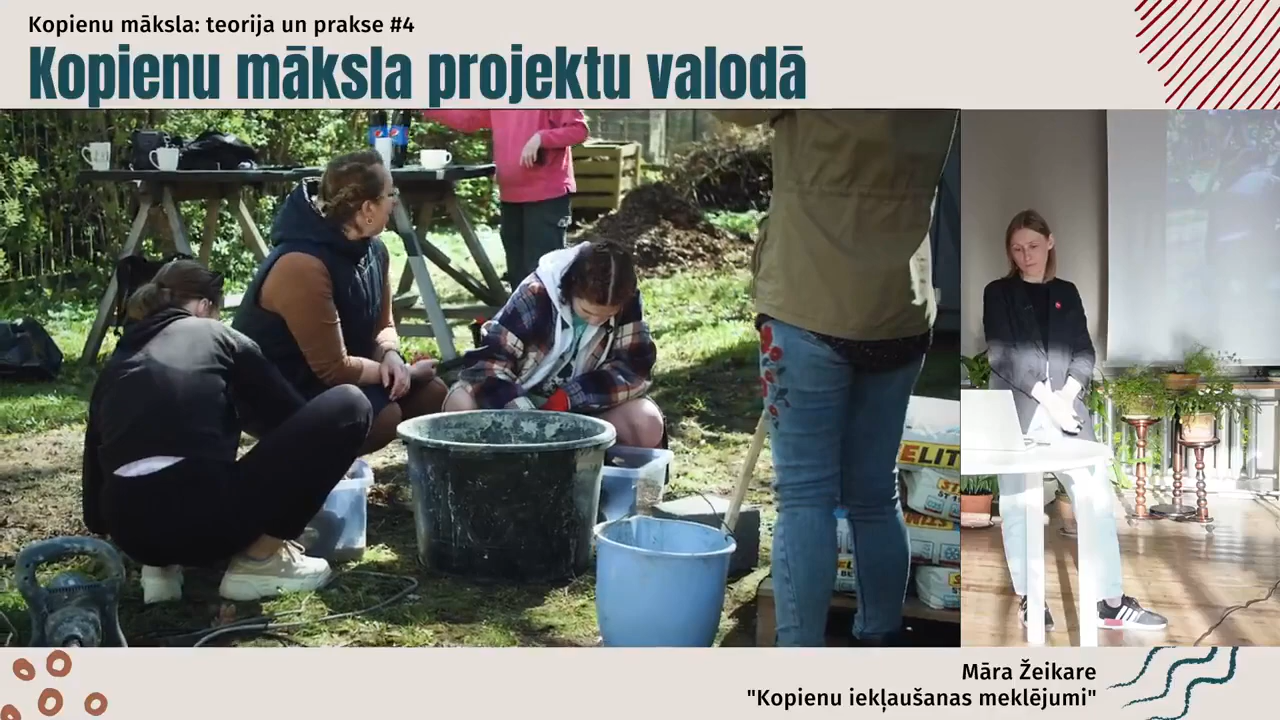 Kopienu māksla: teorija un prakse #4
Kopienu māksla projektu valodā
Māra Žeikare
"Kopienu iekļaušanas meklējumi"